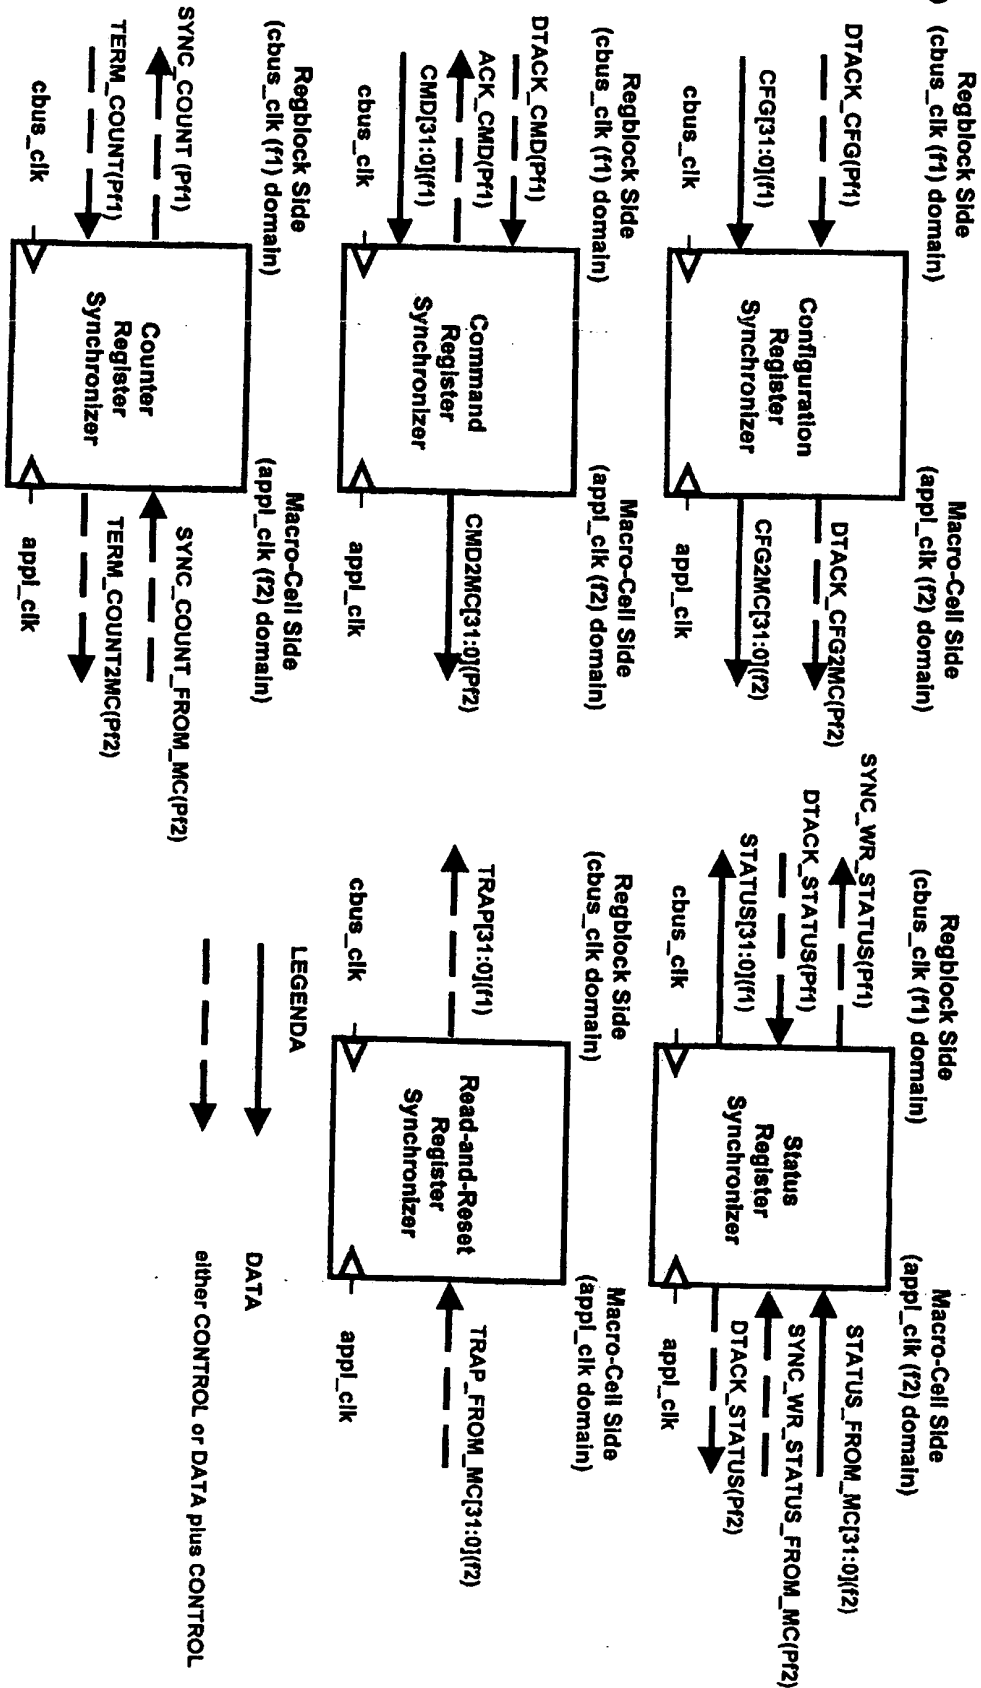 )
Regblock Side
(cbus_clk (f1) domain)
Macro-Cell Side
(appl_clk (f2) domain)
DTACK_CFG(Pf1)
CFG[31:0](f1)
cbus_clk
Configuration
Register
Synchronizer
DTACK_CFG2MC(Pf2)
CFG2MC[31:0](f2)
appl_clk
Regblock Side
(cbus_clk (f1) domain)
Macro-Cell Side
(appl_clk (f2) domain)
SYNC_WR_STATUS(Pf1)
DTACK_STATUS(Pf1)
STATUS[31:0](f1)
cbus_clk
Status
Register
Synchronizer
STATUS_FROM_MC[31:0](f2)
SYNC_WR_STATUS_FROM_MC(Pf2)
DTACK_STATUS(Pf2)
appl_clk
Regblock Side
(cbus_clk (f1) domain)
Macro-Cell Side
(appl_clk (f2) domain)
DTACK_CMD(Pf1)
ACK_CMD(Pf1)
CMD[31:0](f1)
cbus_clk
Command
Register
Synchronizer
CMD2MC[31:0](Pf2)
appl_clk
Regblock Side
(cbus_clk domain)
Macro-Cell Side
(appl_clk domain)
TRAP[31:0](f1)
cbus_clk
Read-and-Reset
Register
Synchronizer
TRAP_FROM_MC[31:0](f2)
appl_clk
Regblock Side
(cbus_clk (f1) domain)
Macro-Cell Side
(appl_clk (f2) domain)
SYNC_COUNT (Pf1)
TERM_COUNT(Pf1)
cbus_clk
Counter
Register
Synchronizer
SYNC_COUNT_FROM_MC(Pf2)
TERM_COUNT2MC(Pf2)
appl_clk
LEGENDA
DATA
either CONTROL or DATA plus CONTROL